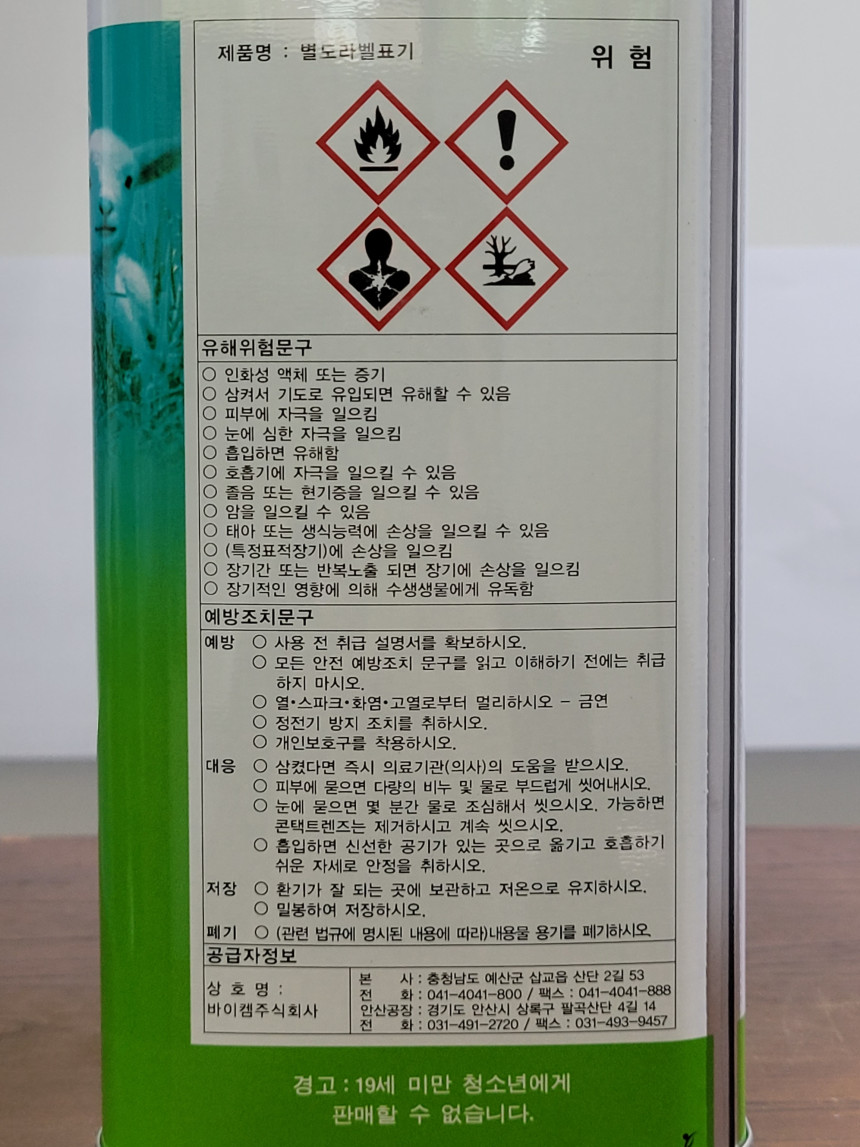 제품명 : 별도라벨표기
위 험
유해위험문구
○ 인화성 액체 또는 증기
○ 삼켜서 기도로 유입되면 유해할 수 있음
○ 피부에 자극을 일으킴
○ 눈에 심한 자극을 일으킴
○ 흡입하면 유해함
○ 호흡기에 자극을 일으킬 수 있음
○ 졸음 또는 현기증을 일으킬 수 있음
○ 암을 일으킬 수 있음
○ 태아 또는 생식능력에 손상을 일으킬 수 있음
○ (특정표적장기)에 손상을 일으킴
○ 장기간 또는 반복노출 되면 장기에 손상을 일으킴
○ 장기적인 영향에 의해 수생생물에게 유독함
예방조치문구
예방 ○ 사용 전 취급 설명서를 확보하시오.
○ 모든 안전 예방조치 문구를 읽고 이해하기 전에는 취급
하지 마시오.
○ 열·스파크·화염·고열로부터 멀리하시오 – 금연
○ 정전기 방지 조치를 취하시오.
○ 개인보호구를 착용하시오.
대응 ○ 삼켰다면 즉시 의료기관(의사)의 도움을 받으시오.
○ 피부에 묻으면 다량의 비누 및 물로 부드럽게 씻어내시오.
○ 눈에 묻으면 몇 분간 물로 조심해서 씻으시오. 가능하면
콘택트렌즈는 제거하시고 계속 씻으시오.
○ 흡입하면 신선한 공기가 있는 곳으로 옮기고 호흡하기
쉬운 자세로 안정을 취하시오.
저장 ○ 환기가 잘 되는 곳에 보관하고 저온으로 유지하시오.
○ 밀봉하여 저장하시오.
폐기 ○ (관련 법규에 명시된 내용에 따라)내용물 용기를 폐기하시오.
공급자정보
상 호 명 :
바이켐주식회사
본 사 : 충청남도 예산군 삽교읍 산단 2길 53
전 화 : 041–4041–800 / 팩스 : 041–4041–888
안산공장 : 경기도 안산시 상록구 팔곡산단 4길 14
전 화 : 031–491–2720 / 팩스 : 031–493–9457
경고 : 19세 미만 청소년에게
판매할 수 없습니다.